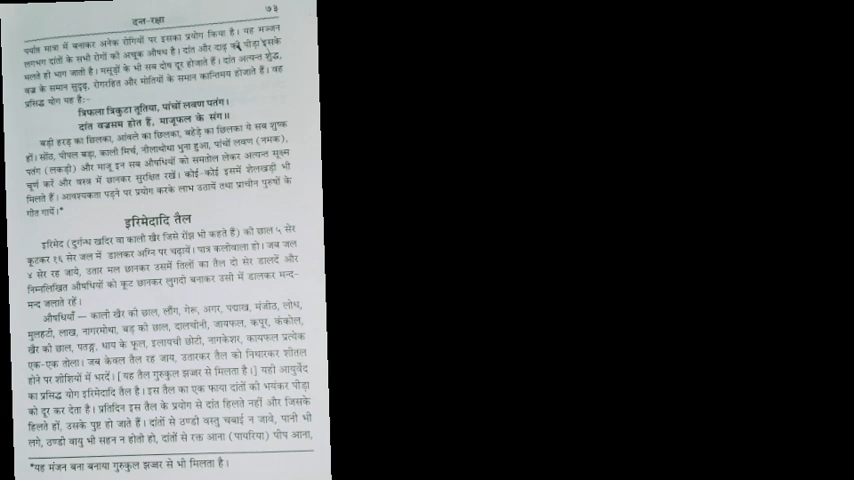 दन्त-रक्षा ७३
पर्याप्त मात्रा में बनाकर अनेक रोगियों पर इसका प्रयोग किया है। यह मञ्जन
लगभग दांतों के सभी रोगों की अचूक औषध है। दांत और दाढ़ की पीड़ा इसके
मलते ही भाग जाती है। मसूड़ों के भी सब दोष दूर होजाते हैं। दांत अत्यन्त शुद्ध,
वज्र के समान सुदृढ़, रोगरहित और मोतियों के समान कान्तिमय होजाते हैं। वह
प्रसिद्ध योग यह है:-
त्रिफला त्रिकुटा तूतिया, पांचों लवण पतंग।
दांत वज्रसम होत हैं, माजूफल के संग॥
बड़ी हरड़ का छिलका, आंवले का छिलका, बहेड़े का छिलका ये सब शुष्क
हों। सोंठ, पीपल बड़ा, काली मिर्च, नीलाथोथा भुना हुआ, पांचों लवण (नमक),
पतंग (लकड़ी) और माजू इन सब औषधियों को समतोल लेकर अत्यन्त सूक्ष्म
चूर्ण करें और वस्त्र में छानकर सुरक्षित रखें। कोई-कोई इसमें शेलखड़ी भी
मिलते हैं। आवश्यकता पड़ने पर प्रयोग करके लाभ उठायें तथा प्राचीन पुरुषों के
गीत गायें।*
इरिमेदादि तैल
इरिमेद (दुर्गन्ध खदिर वा काली खैर जिसे रौंझ भी कहते हैं) की छाल ५ सेर
कूटकर १६ सेर जल में डालकर अग्नि पर चढ़ायें। पात्र कलीवाला हो। जब जल
४ सेर रह जाये, उतार मल छानकर उसमें तिलों का तैल दो सेर डालदें और
निम्नलिखित औषधियों को कूट छानकर लुगदी बनाकर उसी में डालकर मन्द-
मन्द जलाते रहें।
औषधियाँ — काली खैर की छाल, लौंग, गेरू, अगर, पद्माख, मंजीठ, लोध,
मुलहटी, लाख, नागरमोथा, बड़ की छाल, दालचीनी, जायफल, कपूर, कंकोल,
खैर की छाल, पतङ्ग, धाय के फूल, इलायची छोटी, नागकेशर, कायफल प्रत्येक
एक-एक तोला। जब केवल तैल रह जाय, उतारकर तैल को निथारकर शीतल
होने पर शीशियों में भरदें। [यह तैल गुरुकुल झज्जर से मिलता है।] यही आयुर्वेद
का प्रसिद्ध योग इरिमेदादि तैल है। इस तैल का एक फाया दांतों की भयंकर पीड़ा
को दूर कर देता है। प्रतिदिन इस तैल के प्रयोग से दांत हिलते नहीं और जिसके
हिलते हों, उसके पुष्ट हो जाते हैं। दांतों से ठण्डी वस्तु चबाई न जावे, पानी भी
लगे, ठण्डी वायु भी सहन न होती हो, दांतों से रक्त आना (पायरिया) पीप आना,
*यह मंजन बना बनाया गुरुकुल झज्जर से भी मिलता है।